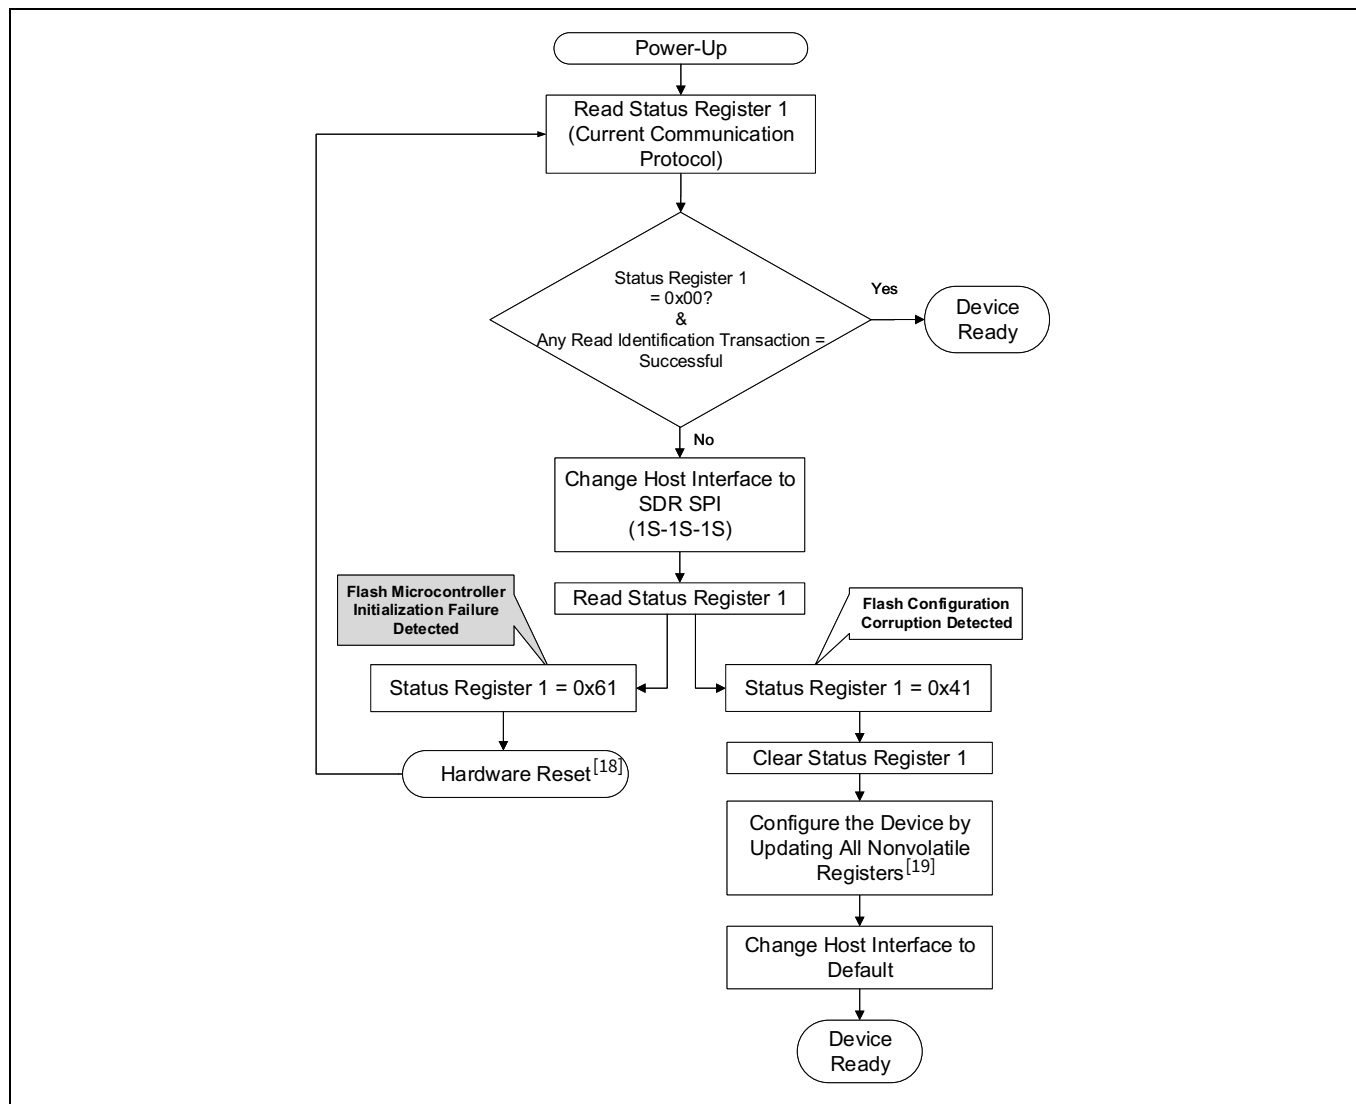 Power-Up
Read Status Register 1
(Current Communication
Protocol)
Status Register 1
= 0x00?
&
Any Read Identification Transaction =
Successful
Yes
Device
Ready
No
Change Host Interface to
SDR SPI
(1S-1S-1S)
Read Status Register 1
Flash Microcontroller
Initialization Failure
Detected
Flash Configuration
Corruption Detected
Status Register 1 = 0x61
Status Register 1 = 0x41
Hardware Reset[18]
Clear Status Register 1
Configure the Device by
Updating All Nonvolatile
Registers[19]
Change Host Interface to
Default
Device
Ready